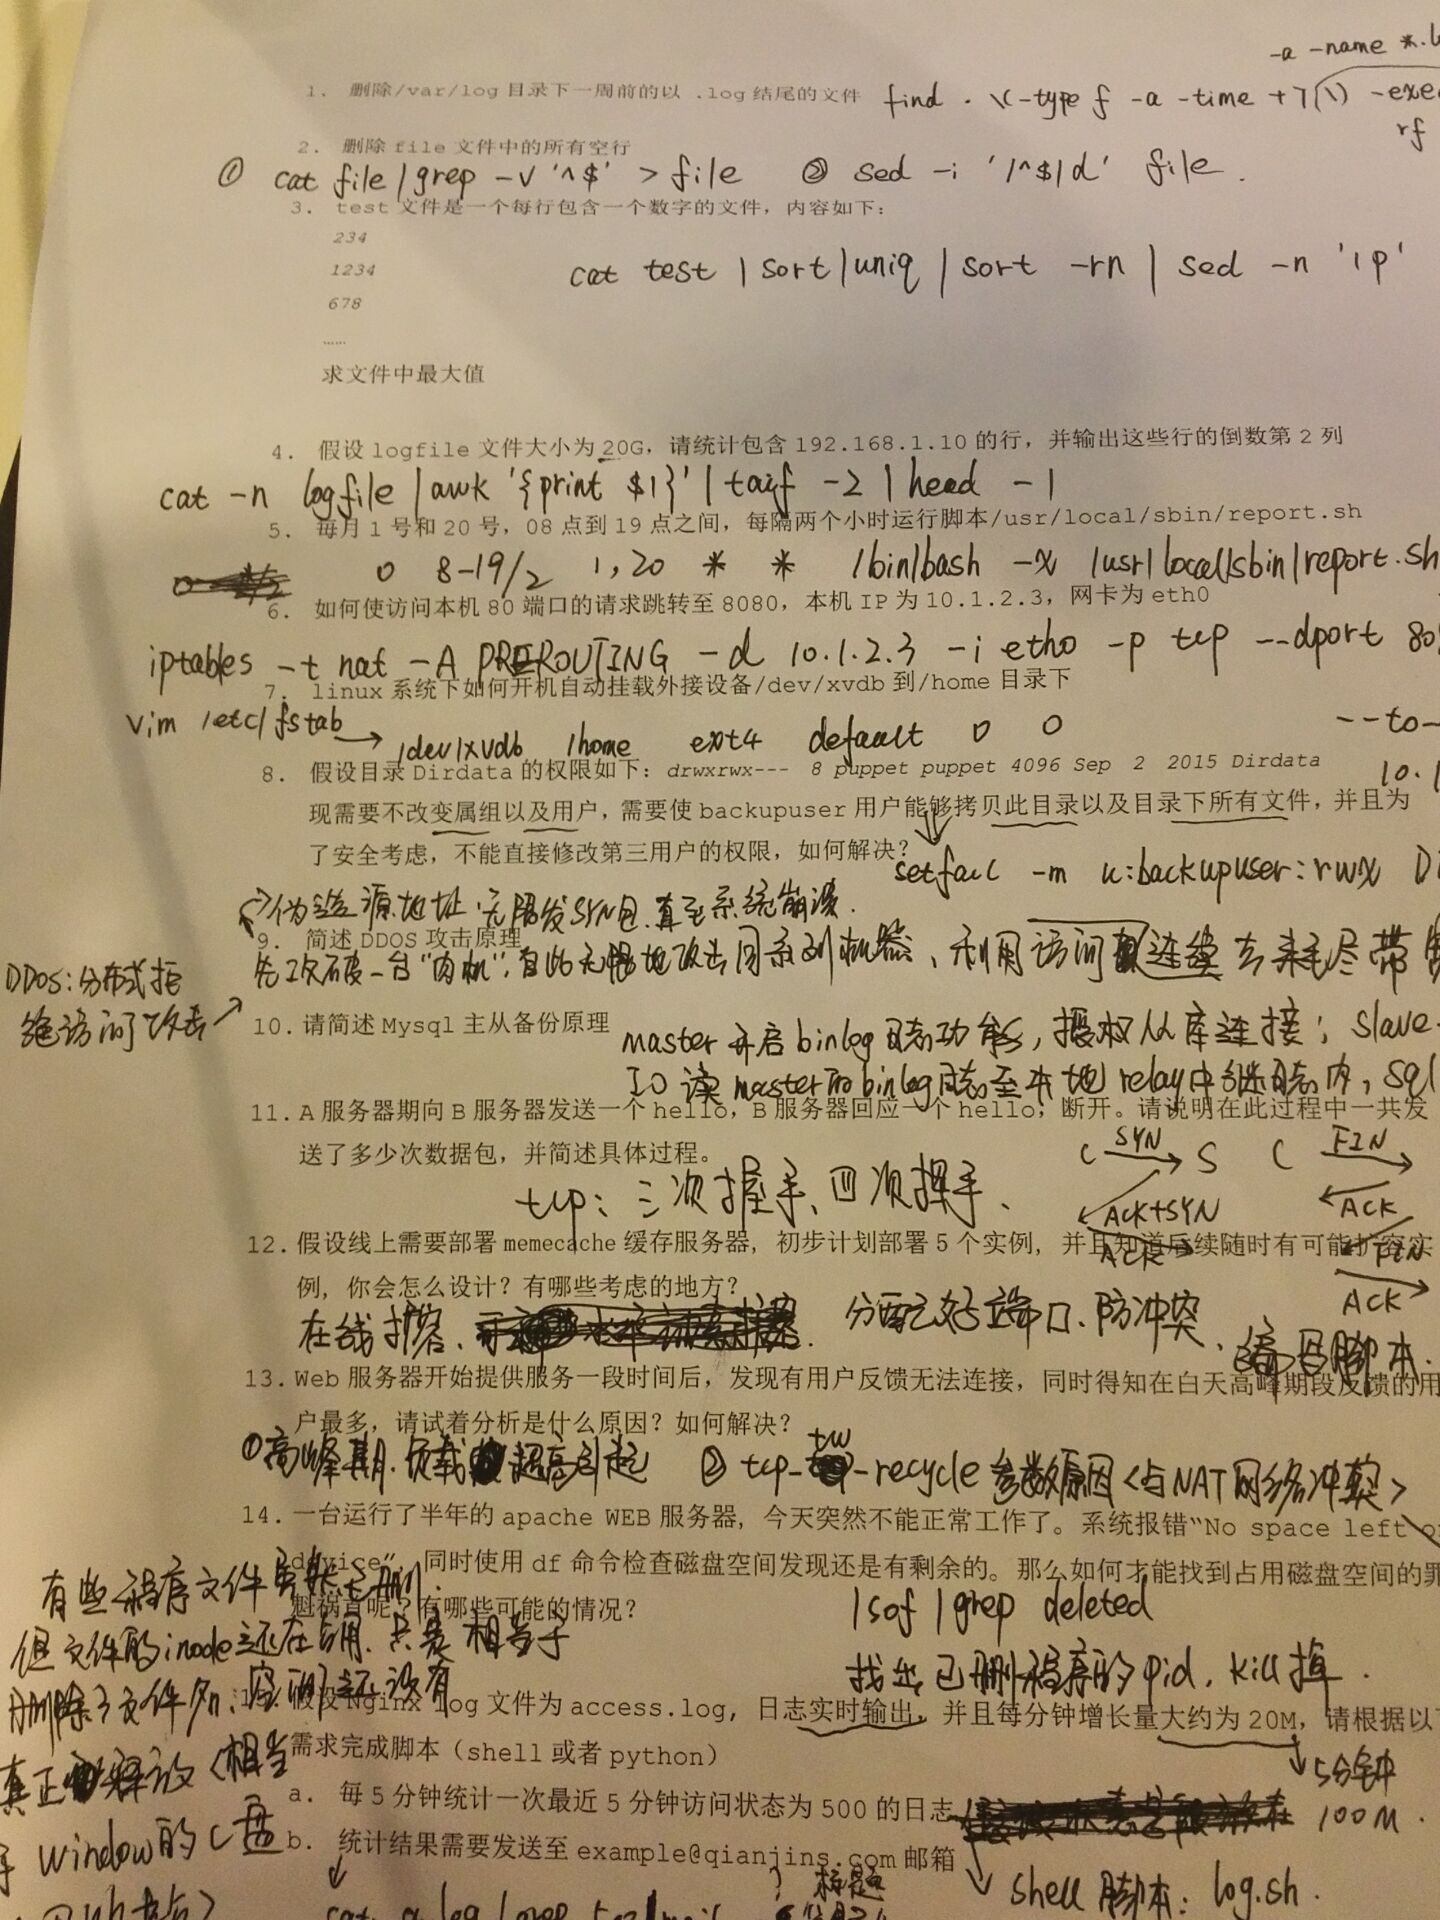 -a -name *.l
1. 删除/var/log 目录下一周前的以 .log 结尾的文件 find . \(-type f -a -time +7(\) -exec
rf
2. 删除 file 文件中的所有空行
① cat file | grep -v '^$' > file ② sed -i '/^$/d' file .
3. test 文件是一个每行包含一个数字的文件，内容如下：
234
1234
cat test | sort | uniq | sort -rn | sed -n '1p'
678
……
求文件中最大值
4. 假设 logfile 文件大小为 20G，请统计包含 192.168.1.10 的行，并输出这些行的倒数第 2 列
cat -n logfile | awk '{print $1}' | tail -2 | head -1
5. 每月 1 号和 20 号，08 点到 19 点之间，每隔两个小时运行脚本/usr/local/sbin/report.sh
0 8-19/2 1,20 * * /bin/bash -x /usr/local/sbin/report.sh
6. 如何使访问本机 80 端口的请求跳转至 8080，本机 IP 为 10.1.2.3，网卡为 eth0
iptables -t nat -A PREROUTING -d 10.1.2.3 -i eth0 -p tcp --dport 80
7. linux 系统下如何开机自动挂载外接设备/dev/xvdb 到/home 目录下
vim /etc/fstab → /dev/xvdb /home ext4 default 0 0
--to-
10.1
8. 假设目录 Dirdata 的权限如下：drwxrwx--- 8 puppet puppet 4096 Sep 2 2015 Dirdata
现需要不改变属组以及用户，需要使 backupuser 用户能够拷贝此目录以及目录下所有文件，并且为
了安全考虑，不能直接修改第三用户的权限，如何解决？
setfacl -m u:backupuser:rwx D
伪造源地址.无限发SYN包.直至系统崩溃.
9. 简述 DDOS 攻击原理
先攻破一台"肉机"，自此无限地攻击同系列机器、利用访问连续去耗尽带
DDOS：分布式拒
绝访问攻击
10. 请简述 Mysql 主从备份原理
master 开启 binlog 日志功能，授权从库连接；slave
IO 读 master 的 binlog 日志至本地 relay 中继日志内，sql
11. A 服务器期向 B 服务器发送一个 hello，B 服务器回应一个 hello，断开。请说明在此过程中一共发
送了多少次数据包，并简述具体过程。
tcp：三次握手、四次挥手、
C SYN S C FIN
ACK+SYN ACK
ACK FIN
ACK
12. 假设线上需要部署 memecache 缓存服务器，初步计划部署 5 个实例，并且知道后续随时有可能扩容实
例，你会怎么设计？有哪些考虑的地方？
在线扩容、 分配好端口、防冲突、编写脚本.
13. Web 服务器开始提供服务一段时间后，发现有用户反馈无法连接，同时得知在白天高峰期段反馈的用
户最多，请试着分析是什么原因？如何解决？
①高峰期.负载超高引起 ② tcp-tw-recycle 参数原因<与NAT网络冲突>
14. 一台运行了半年的 apache WEB 服务器，今天突然不能正常工作了。系统报错“No space left on
device”，同时使用 df 命令检查磁盘空间发现还是有剩余的。那么如何才能找到占用磁盘空间的罪
魁祸首呢？有哪些可能的情况？
lsof | grep deleted
找出已删程序的 pid，kill 掉.
有些程序文件虽然已删.
但文件的inode还在占用.只是相当于
删除了文件名，空间还没有
真正释放<相当
于 window的C盘
假设 Nginx log 文件为 access.log，日志实时输出，并且每分钟增长量大约为 20M，请根据以下
需求完成脚本（shell 或者 python）
5分钟
100M.
a. 每 5 分钟统计一次最近 5 分钟访问状态为 500 的日志
b. 统计结果需要发送至 example@qianjins.com 邮箱
shell 脚本：log.sh.
标题